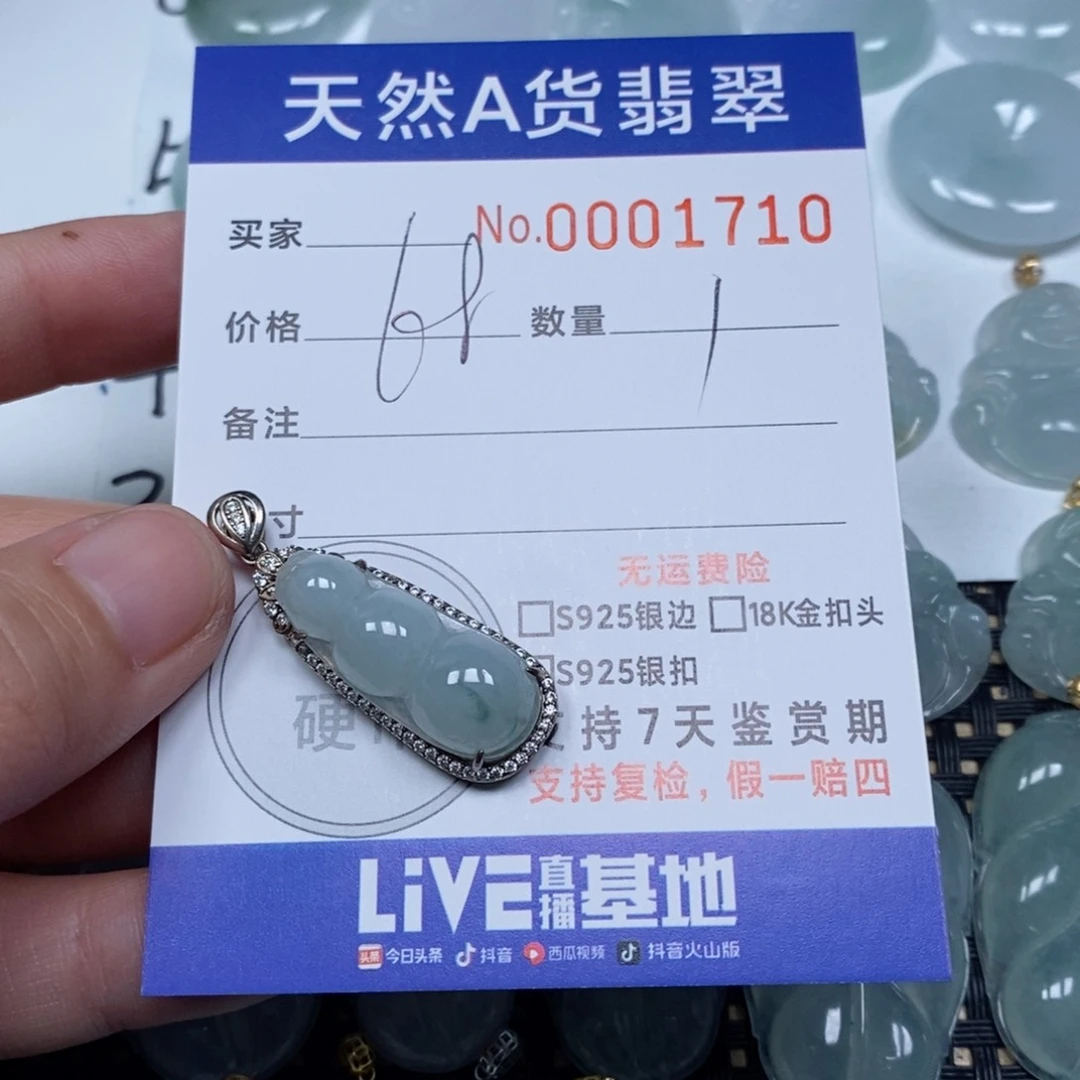 天然A货翡翠
买家 No.0001710
价格 68 数量 1
备注
寸
无运费险
□S925银边 □18K金扣头
S925银扣
硬 支持7天鉴赏期
支持复检，假一赔四
LiVE直播基地
头条 今日头条 抖音 西瓜视频 抖音火山版